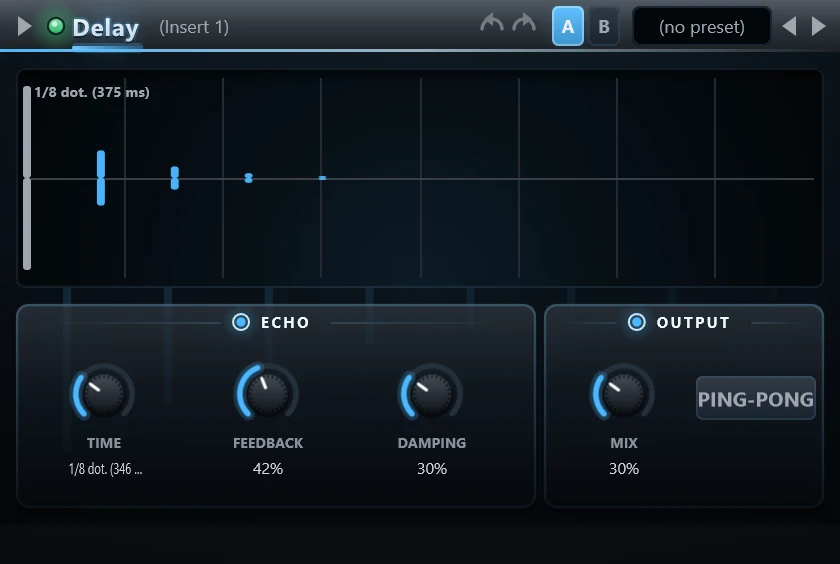 Delay (Insert 1) A B (no preset)
1/8 dot. (375 ms)
ECHO OUTPUT
PING-PONG
TIME FEEDBACK DAMPING MIX
1/8 dot. (346 ... 42% 30% 30%